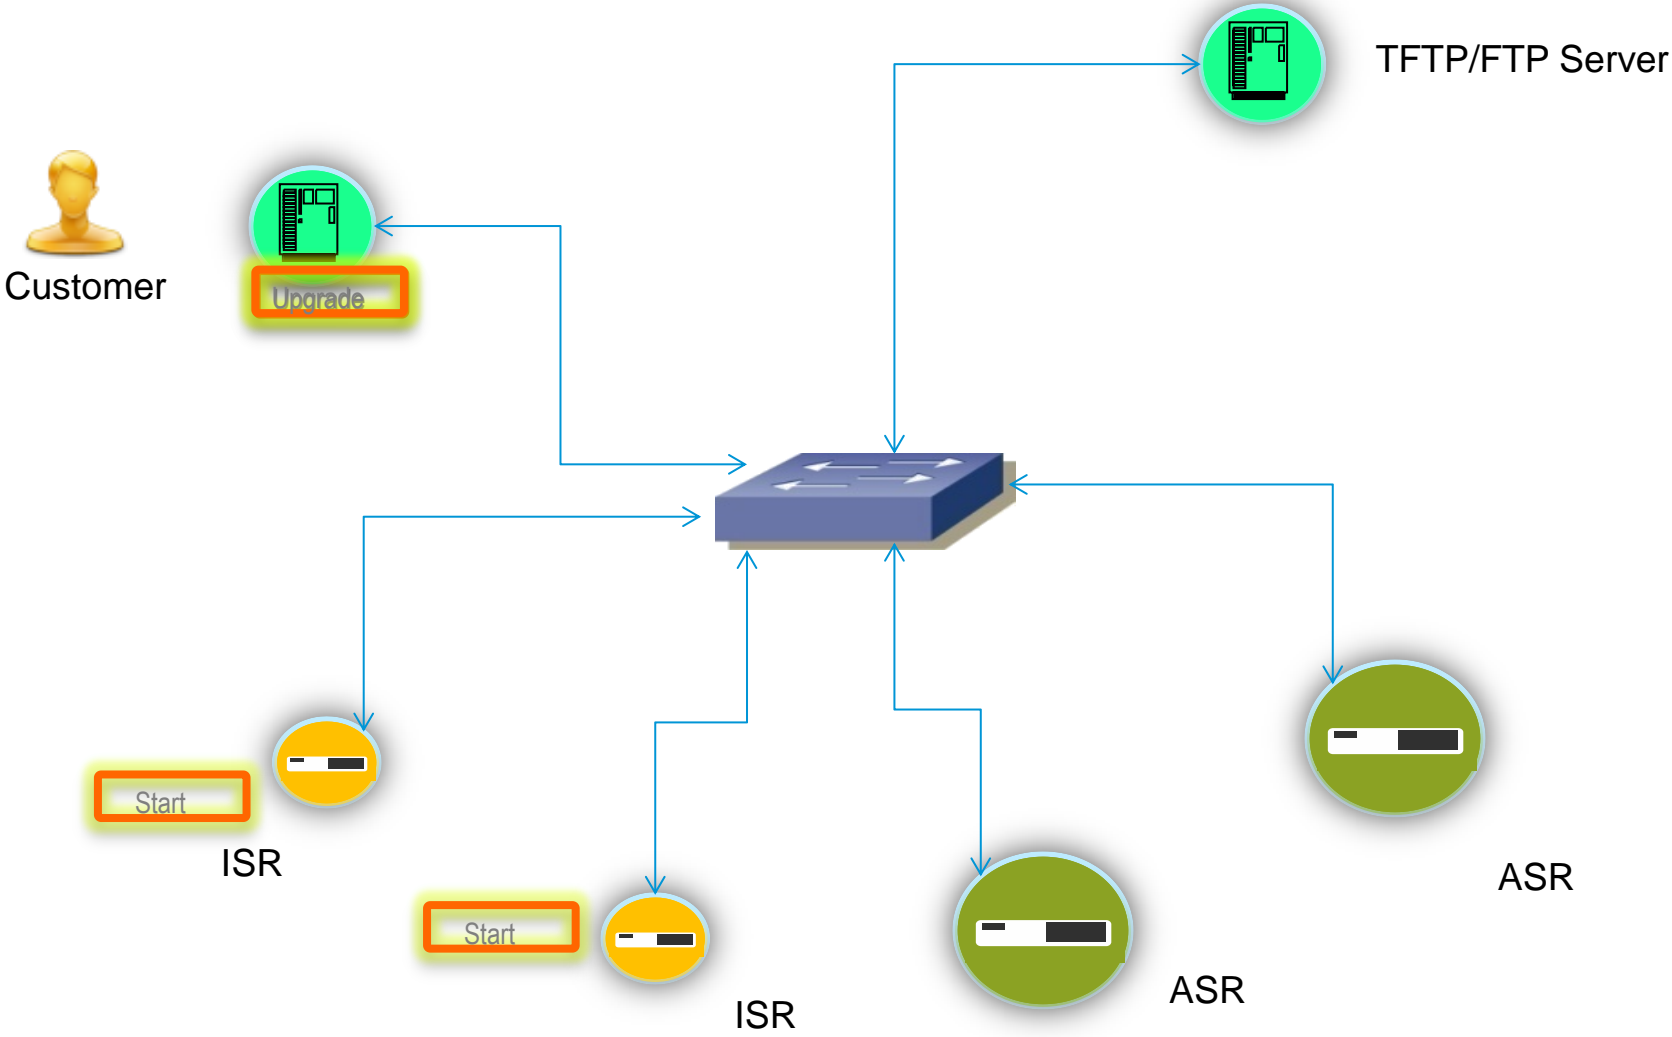 TFTP/FTP Server
Customer
Upgrade
Start
ISR
Start
ISR
ASR
ASR